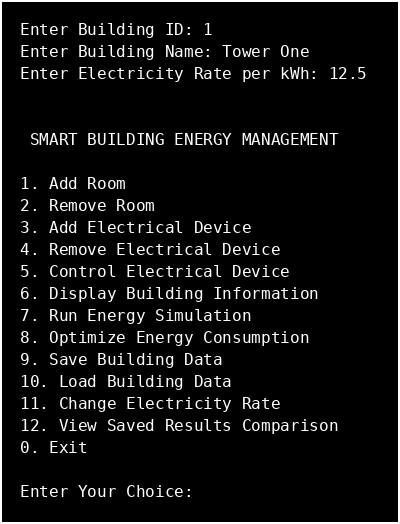 Enter Building ID: 1
Enter Building Name: Tower One
Enter Electricity Rate per kWh: 12.5
SMART BUILDING ENERGY MANAGEMENT
1. Add Room
2. Remove Room
3. Add Electrical Device
4. Remove Electrical Device
5. Control Electrical Device
6. Display Building Information
7. Run Energy Simulation
8. Optimize Energy Consumption
9. Save Building Data
10. Load Building Data
11. Change Electricity Rate
12. View Saved Results Comparison
0. Exit
Enter Your Choice: